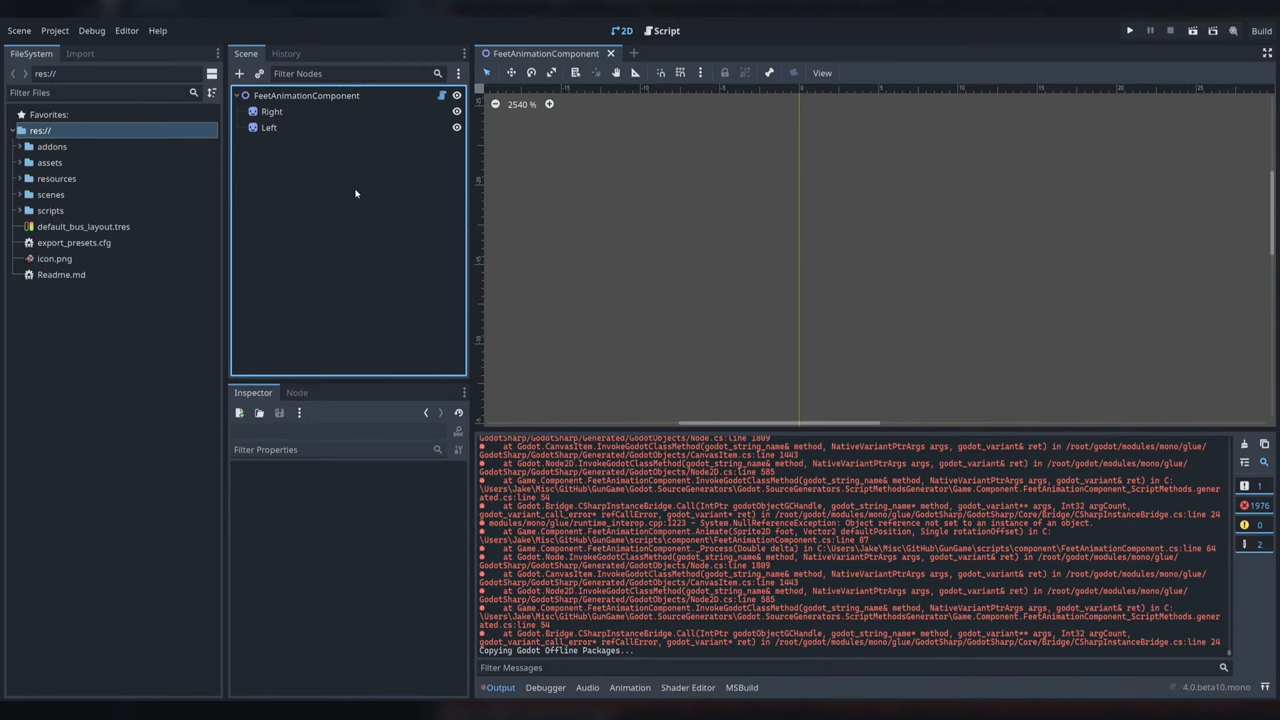 Scene Project Debug Editor Help
2D Script
Build
FileSystem Import
res://
Filter Files
Favorites:
res://
addons
assets
resources
scenes
scripts
default_bus_layout.tres
export_presets.cfg
icon.png
Readme.md
Scene History
Filter Nodes
FeetAnimationComponent
Right
Left
Inspector Node
Filter Properties
FeetAnimationComponent
View
2540 %
GodotSharp/GodotSharp/Generated/GodotObjects/Node.cs:line 1809
at Godot.CanvasItem.InvokeGodotClassMethod(godot_string_name& method, NativeVariantPtrArgs args, godot_variant& ret) in /root/godot/modules/mono/glue/
GodotSharp/GodotSharp/Generated/GodotObjects/CanvasItem.cs:line 1443
at Godot.Node2D.InvokeGodotClassMethod(godot_string_name& method, NativeVariantPtrArgs args, godot_variant& ret) in /root/godot/modules/mono/glue/
GodotSharp/GodotSharp/Generated/GodotObjects/Node2D.cs:line 585
at Game.Component.FeetAnimationComponent.InvokeGodotClassMethod(godot_string_name& method, NativeVariantPtrArgs args, godot_variant& ret) in C:
\Users\Jake\Misc\GitHub\GunGame\Godot.SourceGenerators\Godot.SourceGenerators.ScriptMethodsGenerator\Game.Component.FeetAnimationComponent_ScriptMethods.gener
ated.cs:line 54
at Godot.Bridge.CSharpInstanceBridge.Call(IntPtr godotObjectGCHandle, godot_string_name* method, godot_variant** args, Int32 argCount,
godot_variant_call_error* refCallError, godot_variant* ret) in /root/godot/modules/mono/glue/GodotSharp/GodotSharp/Core/Bridge/CSharpInstanceBridge.cs:line 24
modules/mono/glue/runtime_interop.cpp:1223 - System.NullReferenceException: Object reference not set to an instance of an object.
at Game.Component.FeetAnimationComponent.Animate(Sprite2D foot, Vector2 defaultPosition, Single rotationOffset) in C:
\Users\Jake\Misc\GitHub\GunGame\scripts\component\FeetAnimationComponent.cs:line 87
at Game.Component.FeetAnimationComponent._Process(Double delta) in C:\Users\Jake\Misc\GitHub\GunGame\scripts\component\FeetAnimationComponent.cs:line 64
at Godot.Node.InvokeGodotClassMethod(godot_string_name& method, NativeVariantPtrArgs args, godot_variant& ret) in /root/godot/modules/mono/glue/
GodotSharp/GodotSharp/Generated/GodotObjects/Node.cs:line 1809
at Godot.CanvasItem.InvokeGodotClassMethod(godot_string_name& method, NativeVariantPtrArgs args, godot_variant& ret) in /root/godot/modules/mono/glue/
GodotSharp/GodotSharp/Generated/GodotObjects/CanvasItem.cs:line 1443
at Godot.Node2D.InvokeGodotClassMethod(godot_string_name& method, NativeVariantPtrArgs args, godot_variant& ret) in /root/godot/modules/mono/glue/
GodotSharp/GodotSharp/Generated/GodotObjects/Node2D.cs:line 585
at Game.Component.FeetAnimationComponent.InvokeGodotClassMethod(godot_string_name& method, NativeVariantPtrArgs args, godot_variant& ret) in C:
\Users\Jake\Misc\GitHub\GunGame\Godot.SourceGenerators\Godot.SourceGenerators.ScriptMethodsGenerator\Game.Component.FeetAnimationComponent_ScriptMethods.gener
ated.cs:line 54
at Godot.Bridge.CSharpInstanceBridge.Call(IntPtr godotObjectGCHandle, godot_string_name* method, godot_variant** args, Int32 argCount,
godot_variant_call_error* refCallError, godot_variant* ret) in /root/godot/modules/mono/glue/GodotSharp/GodotSharp/Core/Bridge/CSharpInstanceBridge.cs:line 24
Copying Godot Offline Packages...
1
1976
0
2
Filter Messages
Output Debugger Audio Animation Shader Editor MSBuild
4.0.beta10.mono